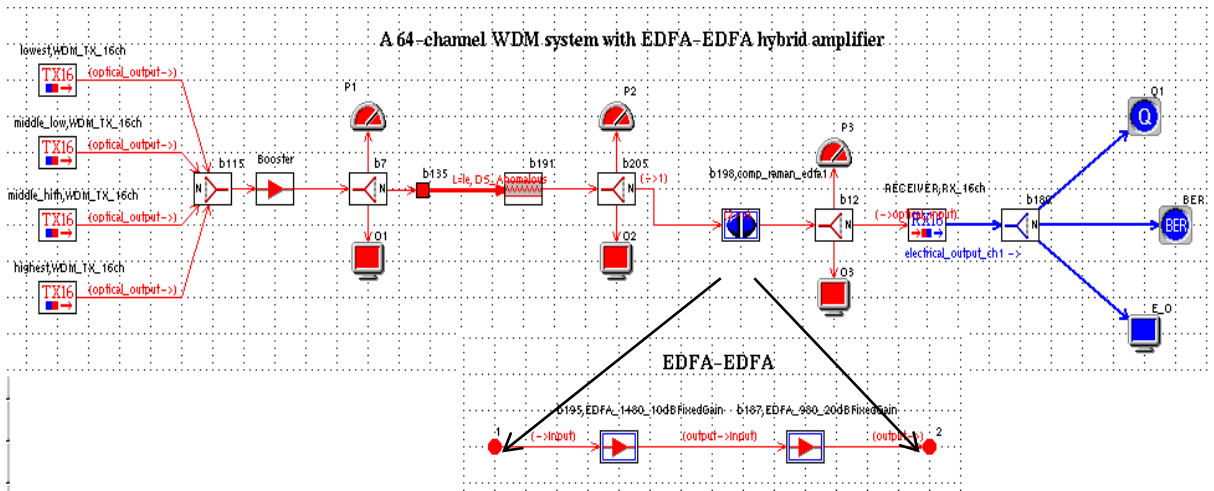 A 64-channel WDM system with EDFA-EDFA hybrid amplifier
lowest,WDM_TX_16ch
TX16
(optical_output->)
middle_low,WDM_TX_16ch
TX16
(optical_output->)
middle_hith,WDM_TX_16ch
TX16
(optical_output->)
highest,WDM_TX_16ch
TX16
(optical_output->)
b115
N
Booster
P1
b7
N
O1
b135
L=le, DS_Anomalous
b191
P2
b205
N
(->1)
O2
b198,comp_raman_edfa1
P3
b12
N
O3
RECEIVER,RX_16ch
(->optical_input)
RX16
electrical_output_ch1 ->
b180
N
Q1
Q
BER
BER
E_O
EDFA-EDFA
b195,EDFA_1480_10dBFixedGain
b187,EDFA_980_20dBFixedGain
1
(->input)
(output->input)
(output->)
2